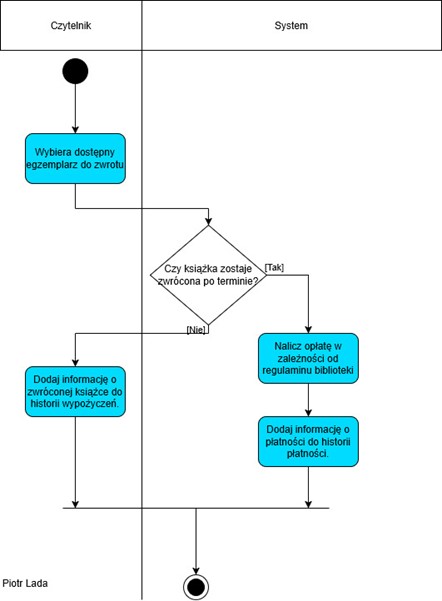 Czytelnik
System
Wybiera dostępny
egzemplarz do zwrotu
Czy książka zostaje
zwrócona po terminie?
[Tak]
[Nie]
Nalicz opłatę w
zależności od
regulaminu biblioteki
Dodaj informację o
zwróconej książce do
historii wypożyczeń.
Dodaj informację o
płatności do historii
płatności.
Piotr Lada